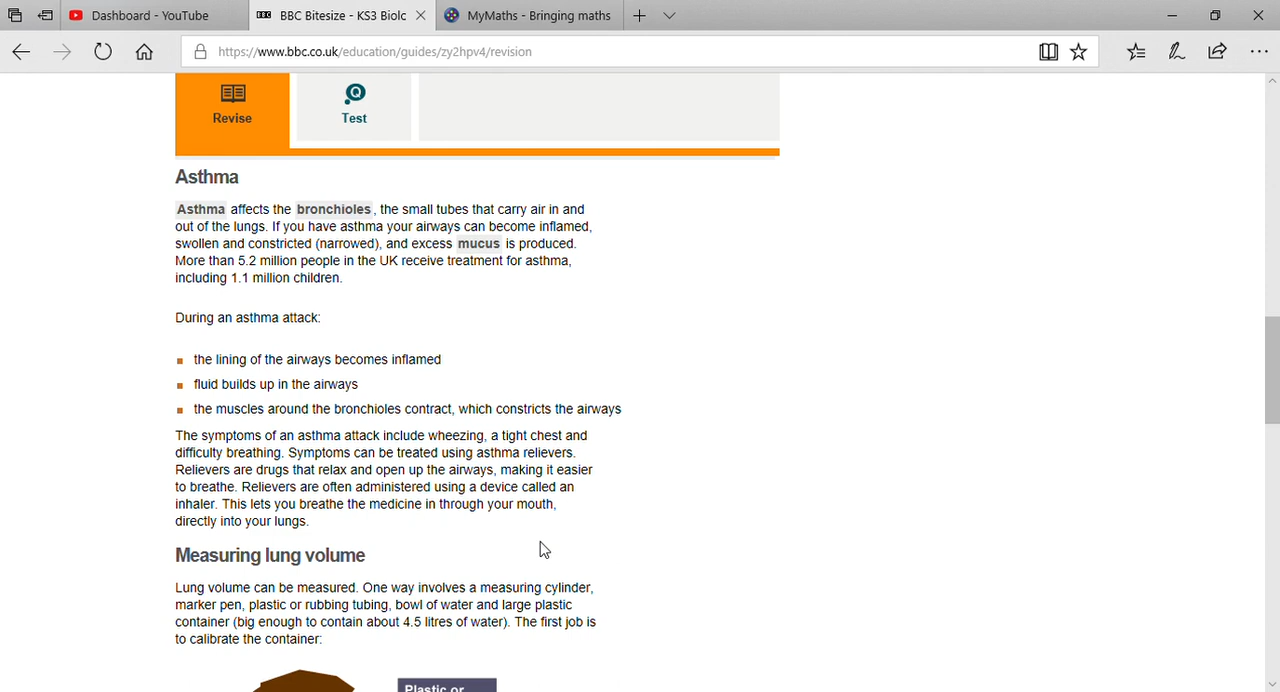 Dashboard - YouTube
BBC BBC Bitesize - KS3 Biolc
MyMaths - Bringing maths
https://www.bbc.co.uk/education/guides/zy2hpv4/revision
Revise
Q
Test
Asthma
Asthma affects the bronchioles, the small tubes that carry air in and
out of the lungs. If you have asthma your airways can become inflamed,
swollen and constricted (narrowed), and excess mucus is produced.
More than 5.2 million people in the UK receive treatment for asthma,
including 1.1 million children.
During an asthma attack:
the lining of the airways becomes inflamed
fluid builds up in the airways
the muscles around the bronchioles contract, which constricts the airways
The symptoms of an asthma attack include wheezing, a tight chest and
difficulty breathing. Symptoms can be treated using asthma relievers.
Relievers are drugs that relax and open up the airways, making it easier
to breathe. Relievers are often administered using a device called an
inhaler. This lets you breathe the medicine in through your mouth,
directly into your lungs.
Measuring lung volume
Lung volume can be measured. One way involves a measuring cylinder,
marker pen, plastic or rubbing tubing, bowl of water and large plastic
container (big enough to contain about 4.5 litres of water). The first job is
to calibrate the container:
Plastic or